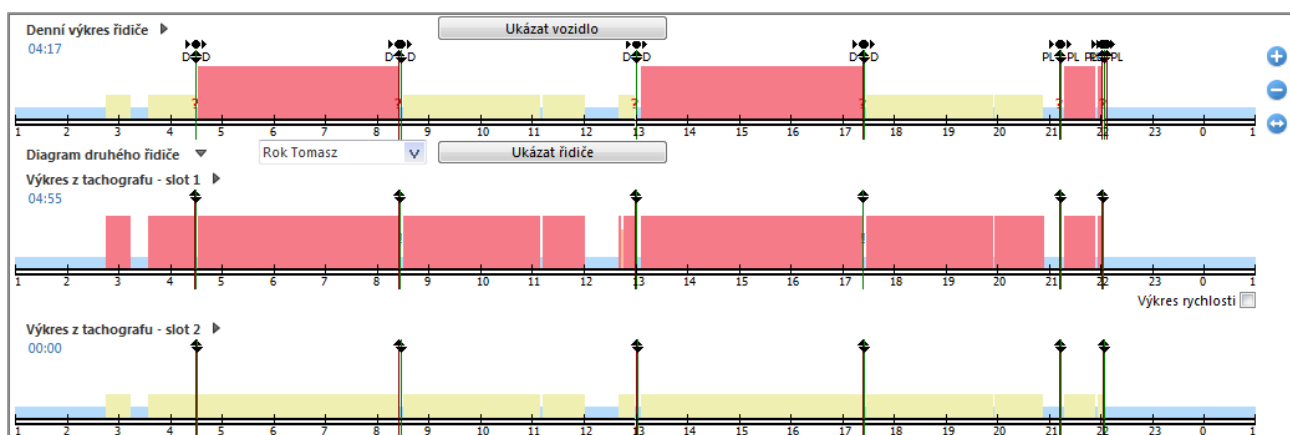 Denní výkres řidiče
Ukázat vozidlo
04:17
D D D D D D D D PL PL PL
? ? ? ? ? ?
1 2 3 4 5 6 7 8 9 10 11 12 13 14 15 16 17 18 19 20 21 22 23 0 1
Diagram druhého řidiče
Rok Tomasz
Ukázat řidiče
Výkres z tachografu - slot 1
04:55
1 2 3 4 5 6 7 8 9 10 11 12 13 14 15 16 17 18 19 20 21 22 23 0 1
Výkres rychlosti
Výkres z tachografu - slot 2
00:00
1 2 3 4 5 6 7 8 9 10 11 12 13 14 15 16 17 18 19 20 21 22 23 0 1